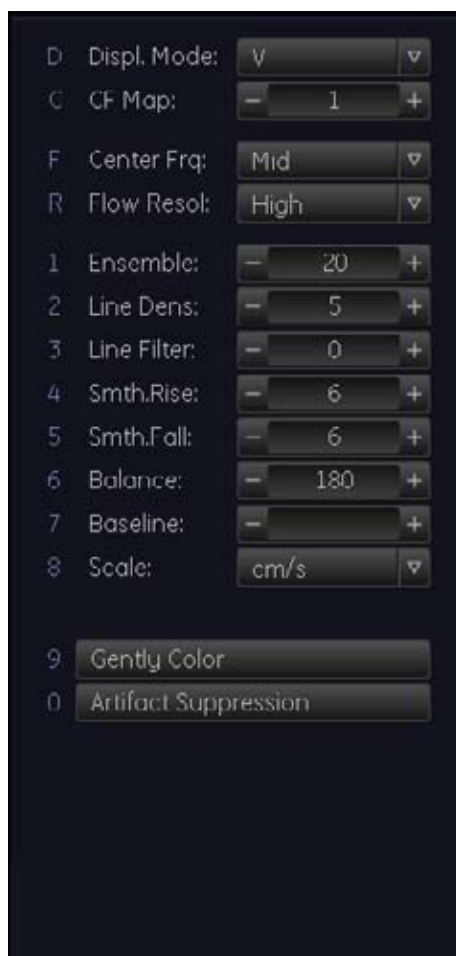 D Displ. Mode: V
C CF Map: – 1 +
F Center Frq: Mid
R Flow Resol: High
1 Ensemble: – 20 +
2 Line Dens: – 5 +
3 Line Filter: – 0 +
4 Smth.Rise: – 6 +
5 Smth.Fall: – 6 +
6 Balance: – 180 +
7 Baseline: – +
8 Scale: cm/s
9 Gently Color
0 Artifact Suppression